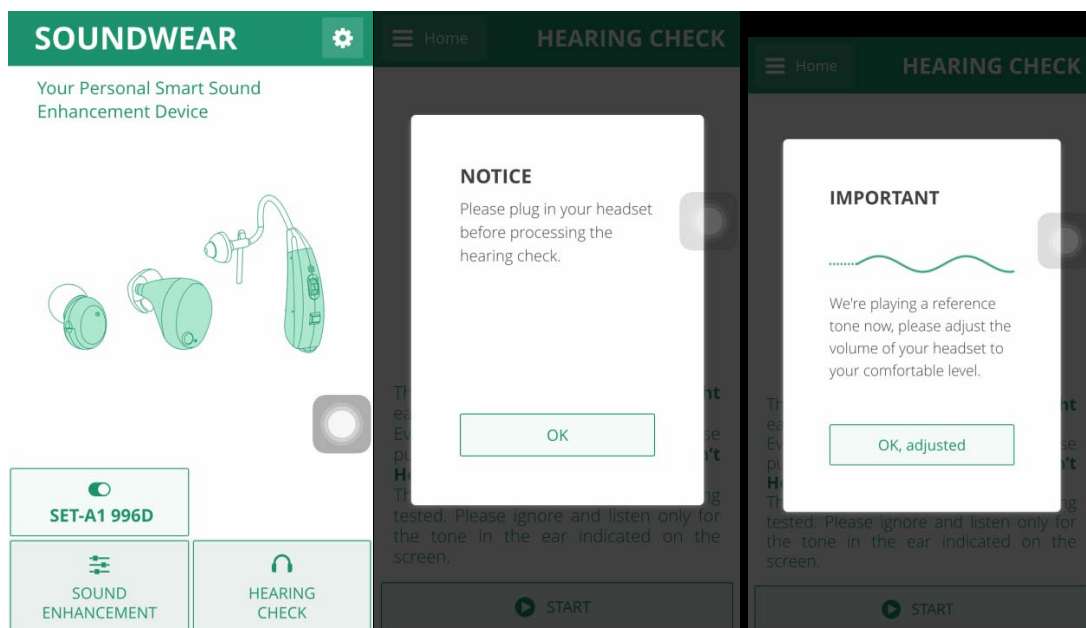 SOUNDWEAR
Your Personal Smart Sound
Enhancement Device
SET-A1 996D
SOUND
ENHANCEMENT
HEARING
CHECK
Home
HEARING CHECK
NOTICE
Please plug in your headset
before processing the
hearing check.
OK
tested. Please ignore and listen only for
the tone in the ear indicated on the
screen.
START
Home
HEARING CHECK
IMPORTANT
We're playing a reference
tone now, please adjust the
volume of your headset to
your comfortable level.
OK, adjusted
tested. Please ignore and listen only for
the tone in the ear indicated on the
screen.
START